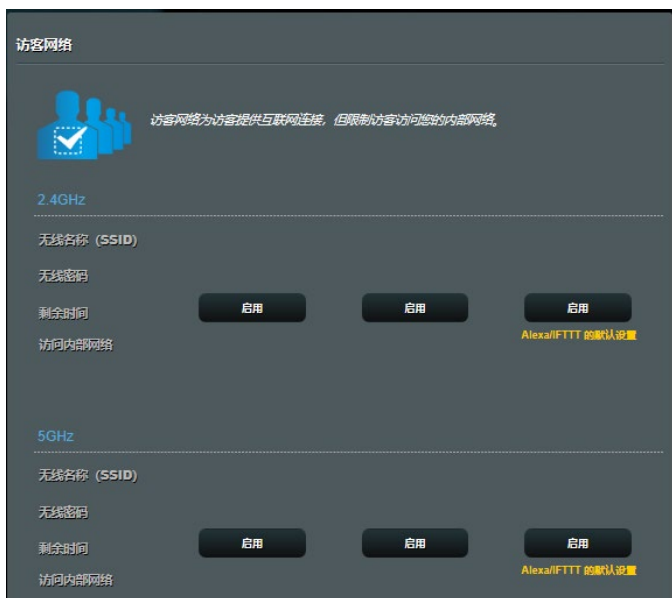 访客网络
访客网络为访客提供互联网连接，但限制访客访问您的内部网络。
2.4GHz
无线名称（SSID）
无线密码
剩余时间
启用 启用 启用
Alexa/IFTTT 的默认设置
访问内部网络
5GHz
无线名称（SSID）
无线密码
剩余时间
启用 启用 启用
Alexa/IFTTT 的默认设置
访问内部网络